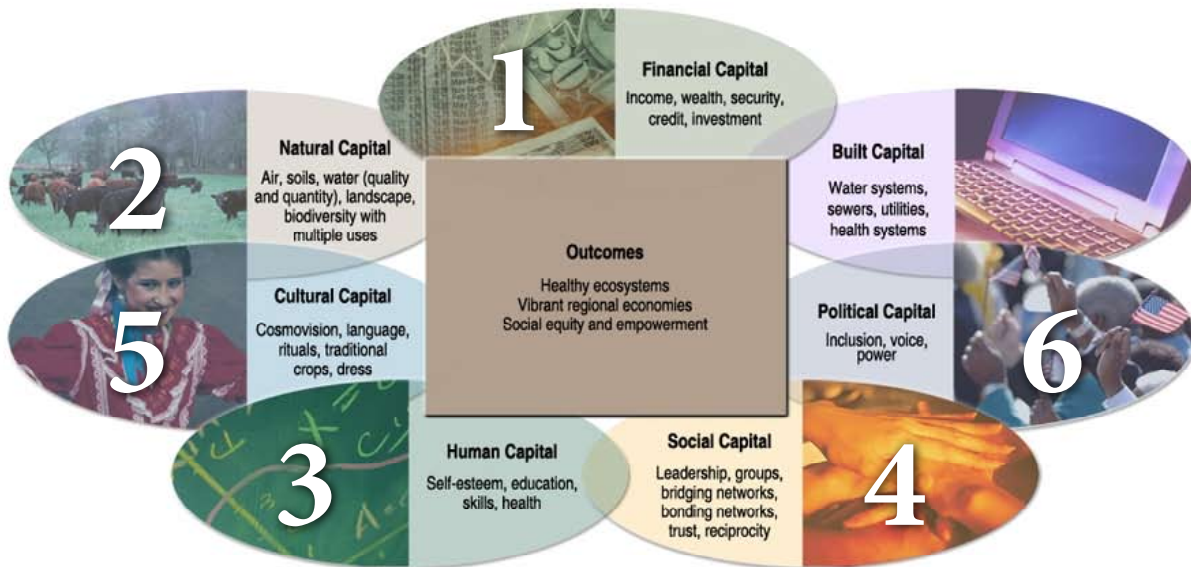 1
Financial Capital
Income, wealth, security,
credit, investment
2
Natural Capital
Air, soils, water (quality
and quantity), landscape,
biodiversity with
multiple uses
Built Capital
Water systems,
sewers, utilities,
health systems
Outcomes
Healthy ecosystems
Vibrant regional economies
Social equity and empowerment
5
Cultural Capital
Cosmovision, language,
rituals, traditional
crops, dress
Political Capital
Inclusion, voice,
power
6
3
Human Capital
Self-esteem, education,
skills, health
Social Capital
Leadership, groups,
bridging networks,
bonding networks,
trust, reciprocity
4